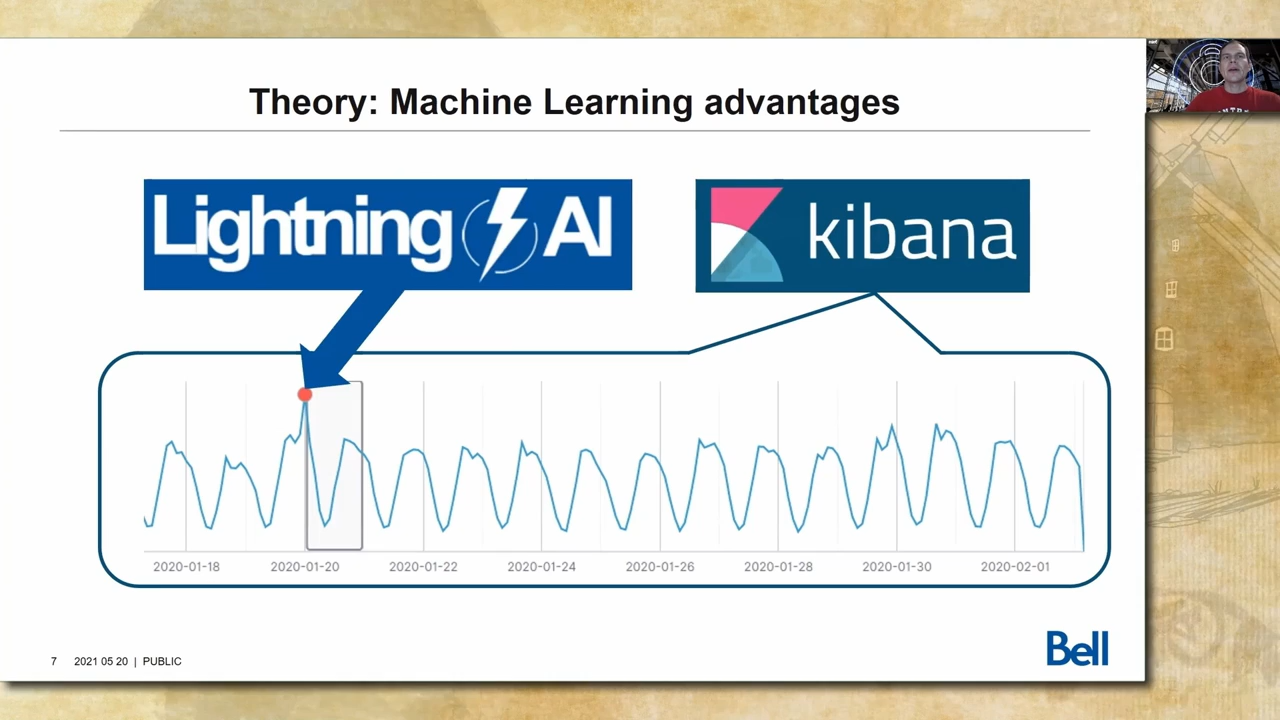 Theory: Machine Learning advantages
Lightning AI
kibana
2020-01-18 2020-01-20 2020-01-22 2020-01-24 2020-01-26 2020-01-28 2020-01-30 2020-02-01
Bell
7 2021 05 20 | PUBLIC